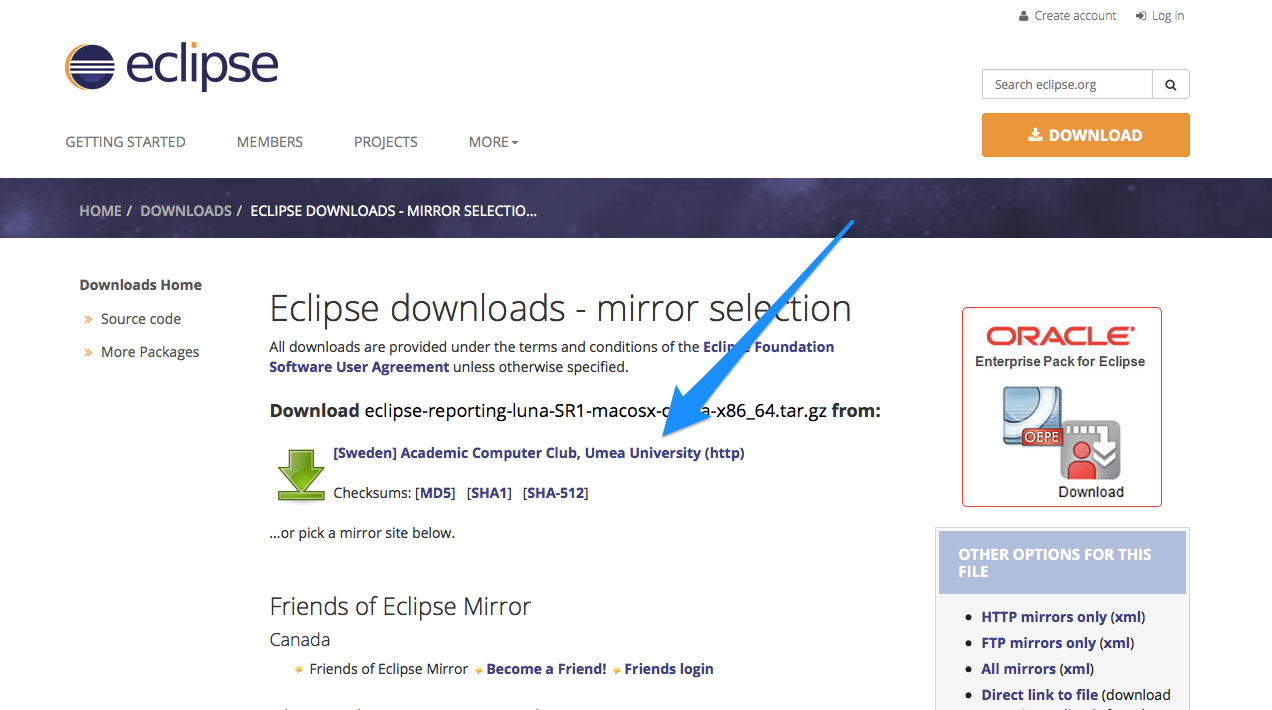 Create account
Log in
eclipse
Search eclipse.org
GETTING STARTED
MEMBERS
PROJECTS
MORE
DOWNLOAD
HOME / DOWNLOADS / ECLIPSE DOWNLOADS - MIRROR SELECTIO...
Downloads Home
Source code
More Packages
Eclipse downloads - mirror selection
All downloads are provided under the terms and conditions of the Eclipse Foundation
Software User Agreement unless otherwise specified.
Download eclipse-reporting-luna-SR1-macosx-c a-x86_64.tar.gz from:
[Sweden] Academic Computer Club, Umea University (http)
Checksums: [MD5] [SHA1] [SHA-512]
...or pick a mirror site below.
Friends of Eclipse Mirror
Canada
Friends of Eclipse Mirror Become a Friend! Friends login
ORACLE
Enterprise Pack for Eclipse
OEPE
Download
OTHER OPTIONS FOR THIS
FILE
HTTP mirrors only (xml)
FTP mirrors only (xml)
All mirrors (xml)
Direct link to file (download